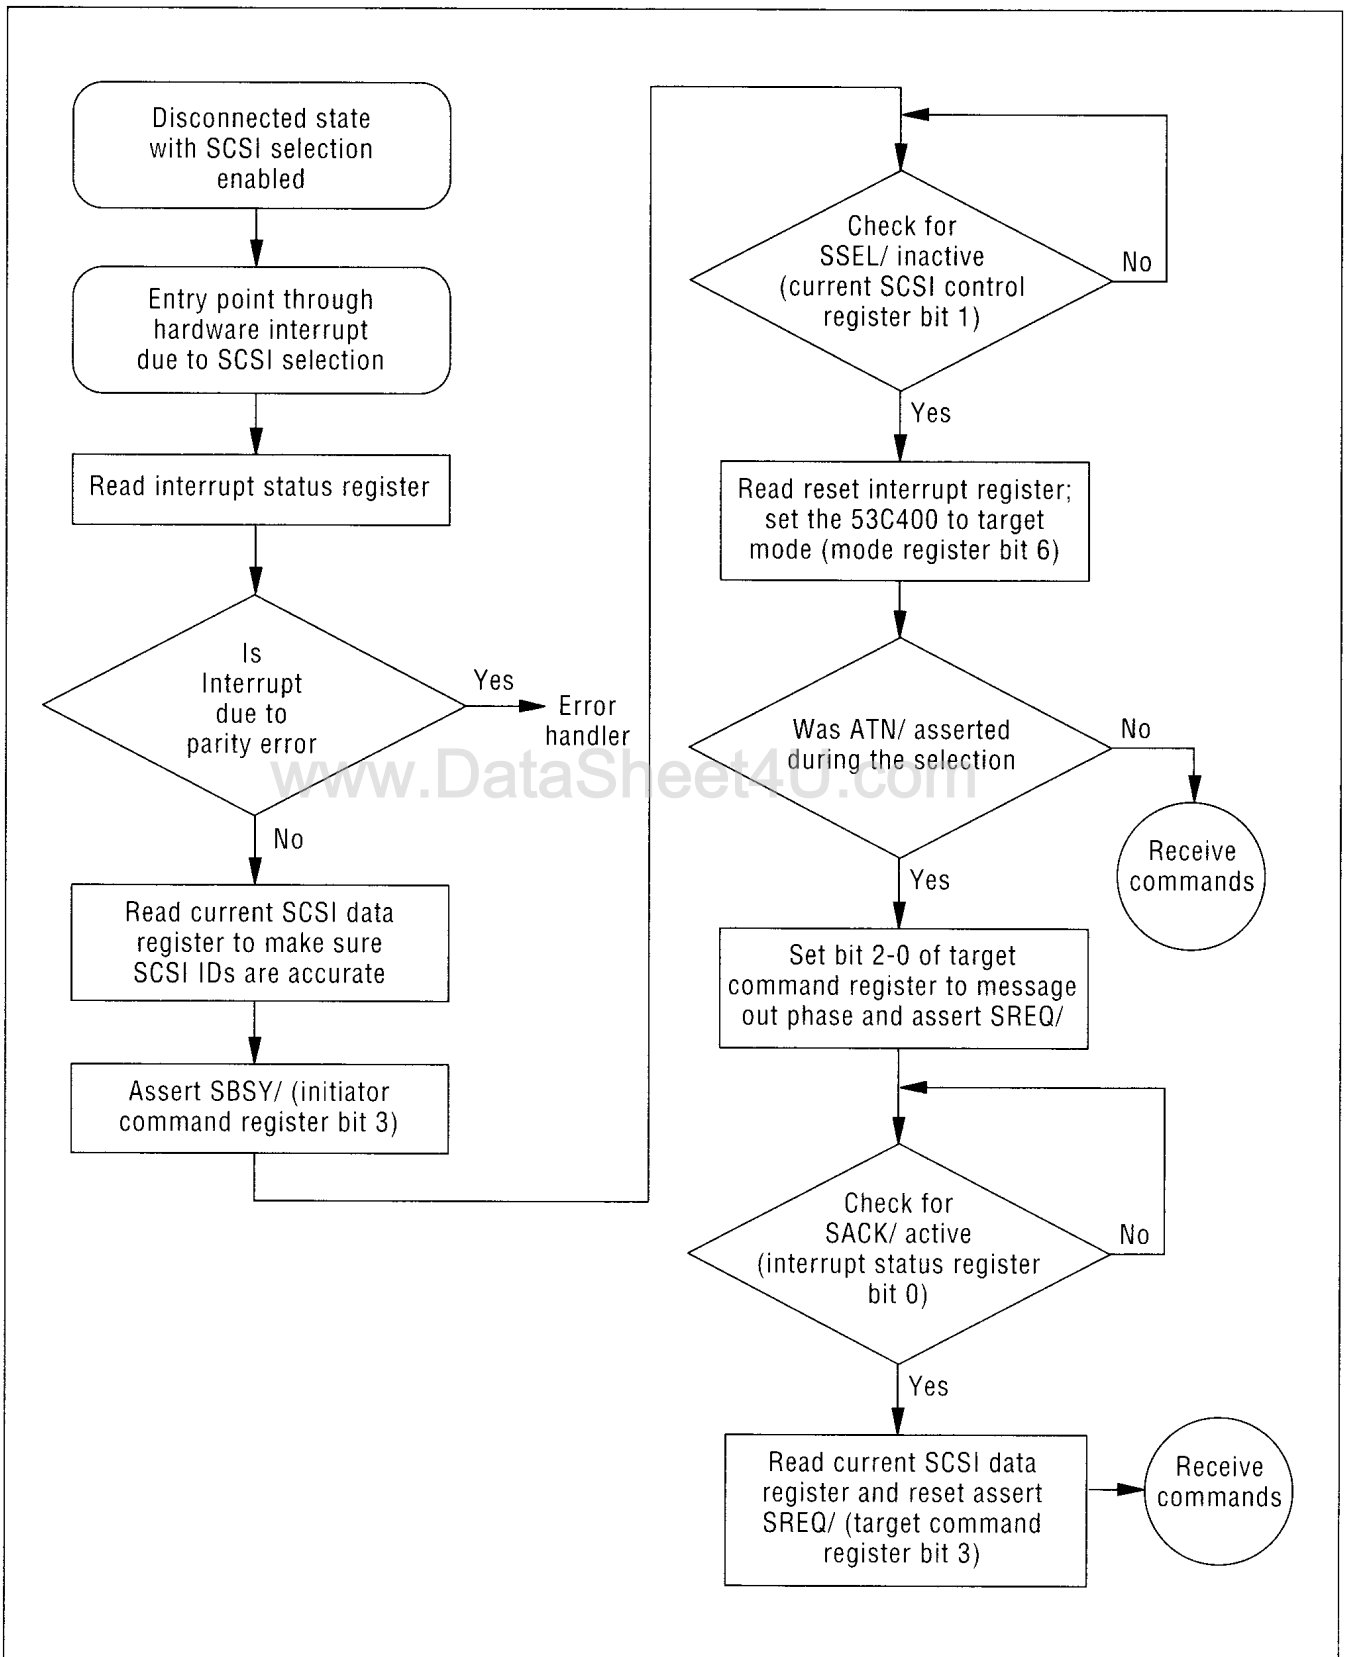 Disconnected state
with SCSI selection
enabled
Entry point through
hardware interrupt
due to SCSI selection
Read interrupt status register
Is
Interrupt
due to
parity error
Yes
Error
handler
No
Read current SCSI data
register to make sure
SCSI IDs are accurate
Assert SBSY/ (initiator
command register bit 3)
Check for
SSEL/ inactive
(current SCSI control
register bit 1)
No
Yes
Read reset interrupt register;
set the 53C400 to target
mode (mode register bit 6)
Was ATN/ asserted
during the selection
No
Receive
commands
Yes
Set bit 2-0 of target
command register to message
out phase and assert SREQ/
Check for
SACK/ active
(interrupt status register
bit 0)
No
Yes
Read current SCSI data
register and reset assert
SREQ/ (target command
register bit 3)
Receive
commands
www.DataSheet4U.com